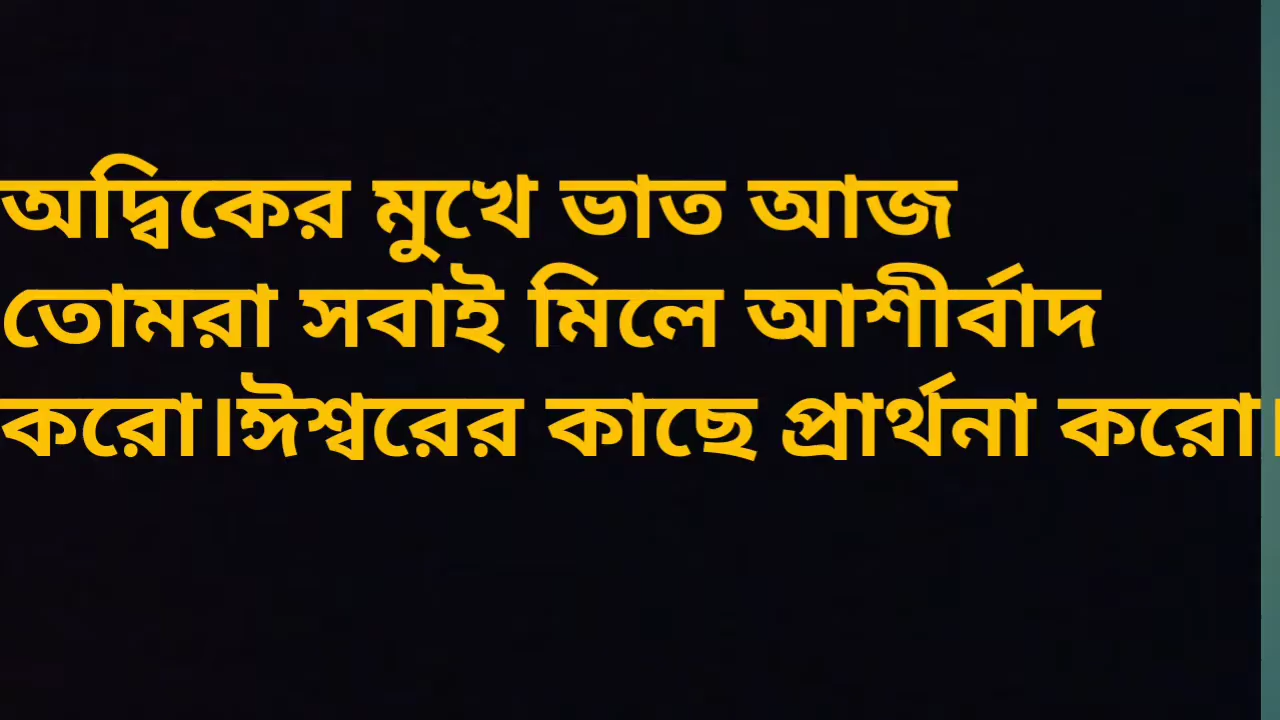 অদ্বিকের মুখে ভাত আজ
তোমরা সবাই মিলে আশীর্বাদ
করো।ঈশ্বরের কাছে প্রার্থনা করো।